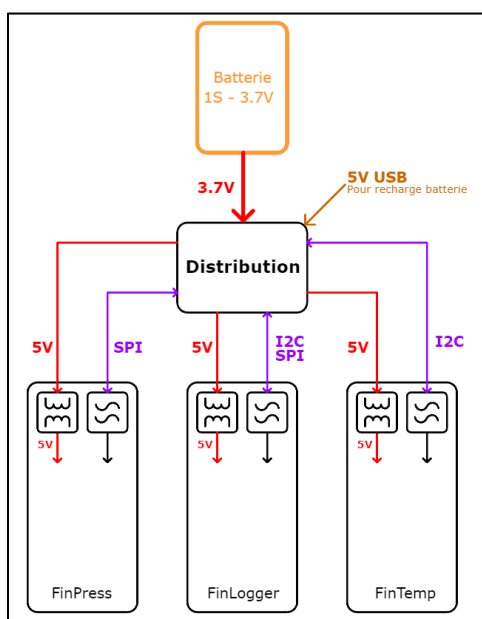 Batterie
1S - 3.7V
3.7V
5V USB
Pour recharge batterie
Distribution
5V
SPI
5V
I2C
SPI
5V
I2C
5V
5V
5V
FinPress
FinLogger
FinTemp